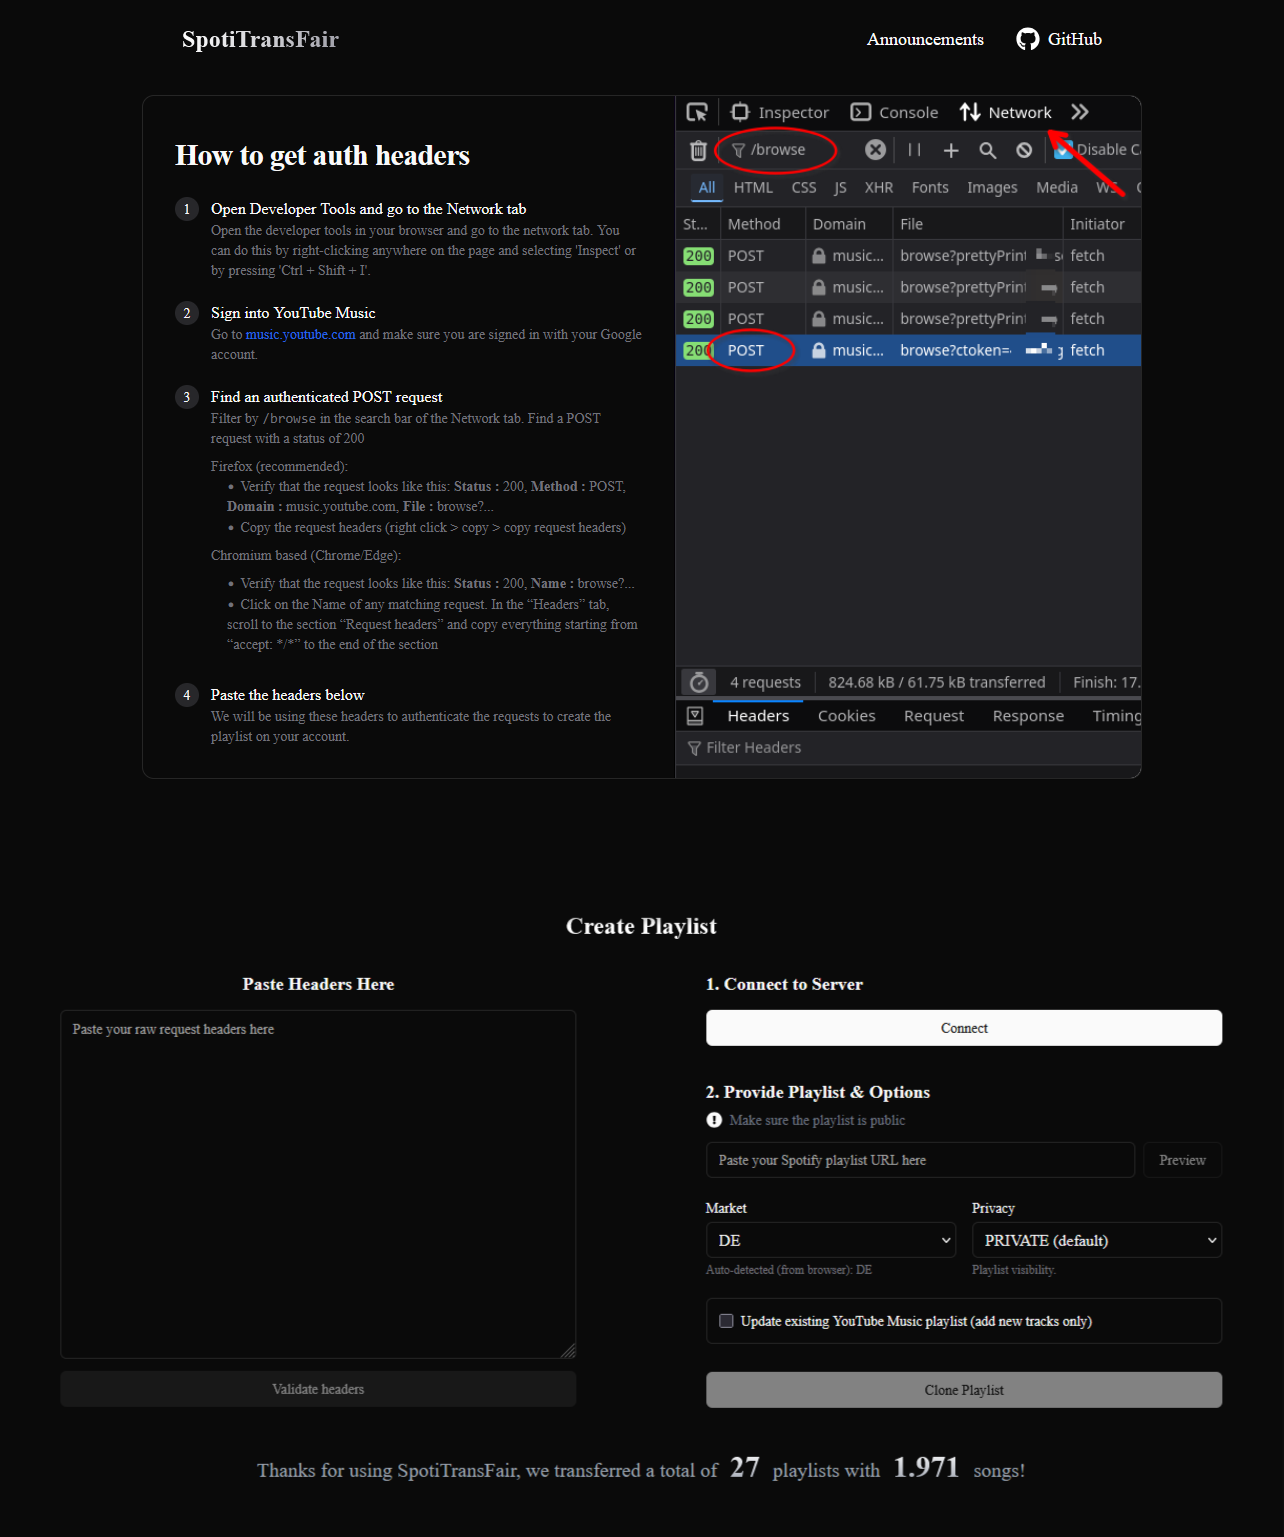 SpotiTransFair
Announcements
GitHub
How to get auth headers
1 Open Developer Tools and go to the Network tab
Open the developer tools in your browser and go to the network tab. You
can do this by right-clicking anywhere on the page and selecting 'Inspect' or
by pressing 'Ctrl + Shift + I'.
2 Sign into YouTube Music
Go to music.youtube.com and make sure you are signed in with your Google
account.
3 Find an authenticated POST request
Filter by /browse in the search bar of the Network tab. Find a POST
request with a status of 200
Firefox (recommended):
• Verify that the request looks like this: Status : 200, Method : POST,
Domain : music.youtube.com, File : browse?...
• Copy the request headers (right click > copy > copy request headers)
Chromium based (Chrome/Edge):
• Verify that the request looks like this: Status : 200, Name : browse?...
• Click on the Name of any matching request. In the “Headers” tab,
scroll to the section “Request headers” and copy everything starting from
“accept: */*” to the end of the section
4 Paste the headers below
We will be using these headers to authenticate the requests to create the
playlist on your account.
Inspector Console Network
/browse Disable
All HTML CSS JS XHR Fonts Images Media WS
St... Method Domain File Initiator
200 POST music... browse?prettyPrint fetch
200 POST music... browse?prettyPrint fetch
200 POST music... browse?prettyPrint fetch
200 POST music... browse?ctoken= fetch
4 requests 824.68 kB / 61.75 kB transferred Finish: 17.
Headers Cookies Request Response Timing
Filter Headers
Create Playlist
Paste Headers Here
Paste your raw request headers here
Validate headers
1. Connect to Server
Connect
2. Provide Playlist & Options
Make sure the playlist is public
Paste your Spotify playlist URL here
Preview
Market Privacy
DE PRIVATE (default)
Auto-detected (from browser): DE Playlist visibility.
Update existing YouTube Music playlist (add new tracks only)
Clone Playlist
Thanks for using SpotiTransFair, we transferred a total of 27 playlists with 1.971 songs!